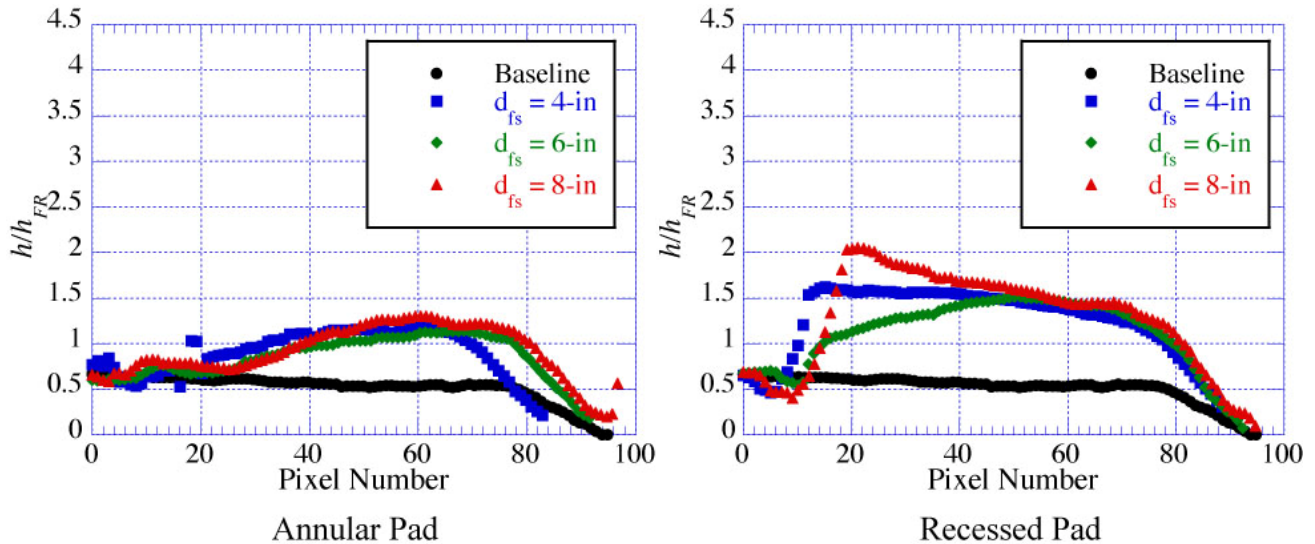 4.5
4
3.5
3
2.5
2
1.5
1
0.5
0
h/h_FR
0 20 40 60 80 100
Pixel Number
Annular Pad
Baseline
d_fs = 4-in
d_fs = 6-in
d_fs = 8-in
4.5
4
3.5
3
2.5
2
1.5
1
0.5
0
h/h_FR
0 20 40 60 80 100
Pixel Number
Recessed Pad
Baseline
d_fs = 4-in
d_fs = 6-in
d_fs = 8-in